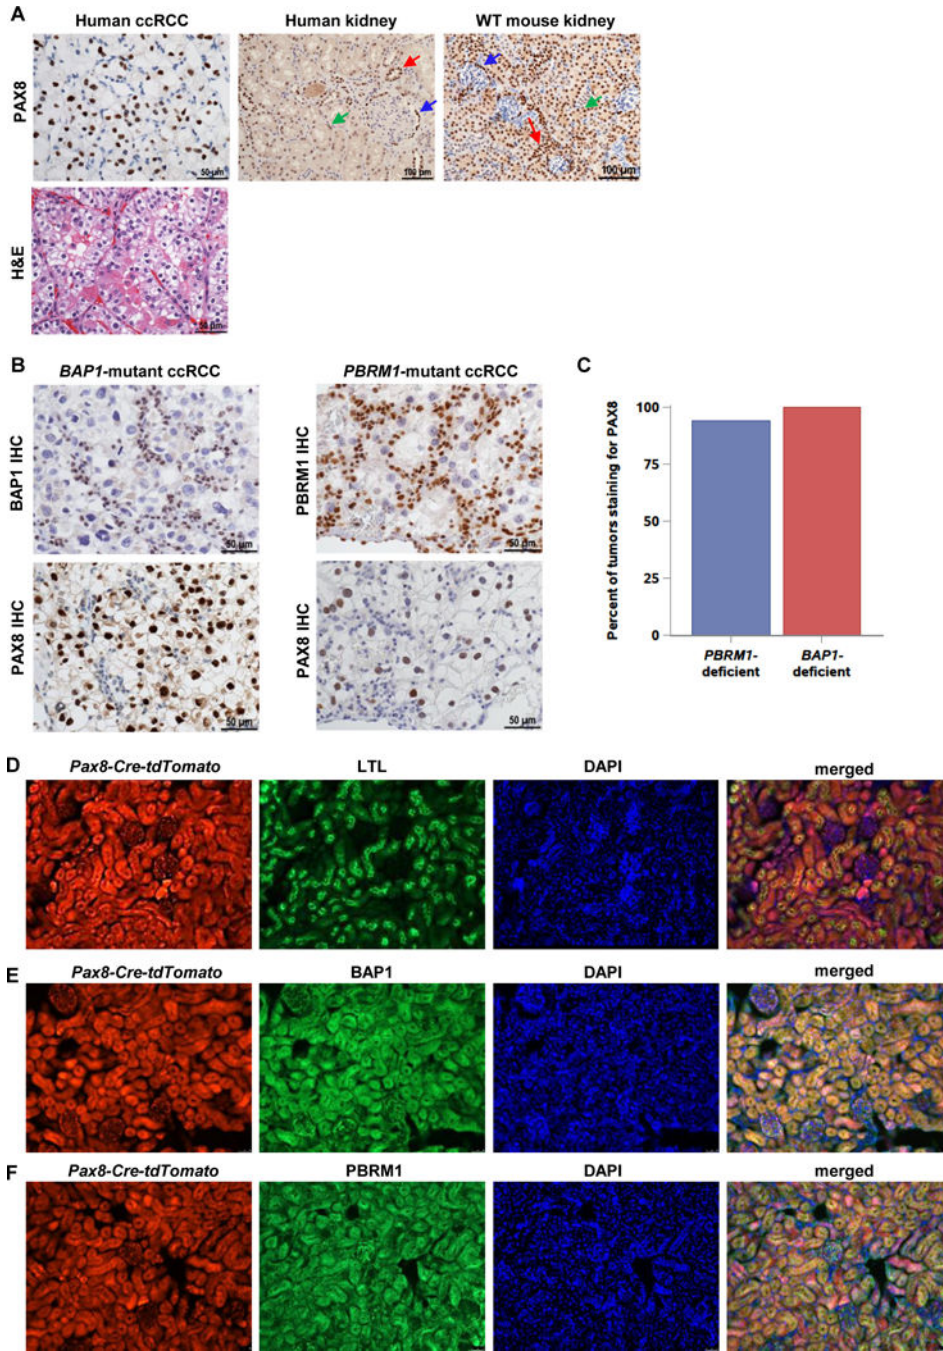 A
Human ccRCC
Human kidney
WT mouse kidney
PAX8
50 µm
100 µm
100 µm
H&E
50 µm
B
BAP1-mutant ccRCC
PBRM1-mutant ccRCC
BAP1 IHC
50 µm
PBRM1 IHC
50 µm
PAX8 IHC
50 µm
PAX8 IHC
50 µm
C
Percent of tumors staining for PAX8
100
75
50
25
0
PBRM1-
deficient
BAP1-
deficient
D
Pax8-Cre-tdTomato
LTL
DAPI
merged
E
Pax8-Cre-tdTomato
BAP1
DAPI
merged
F
Pax8-Cre-tdTomato
PBRM1
DAPI
merged